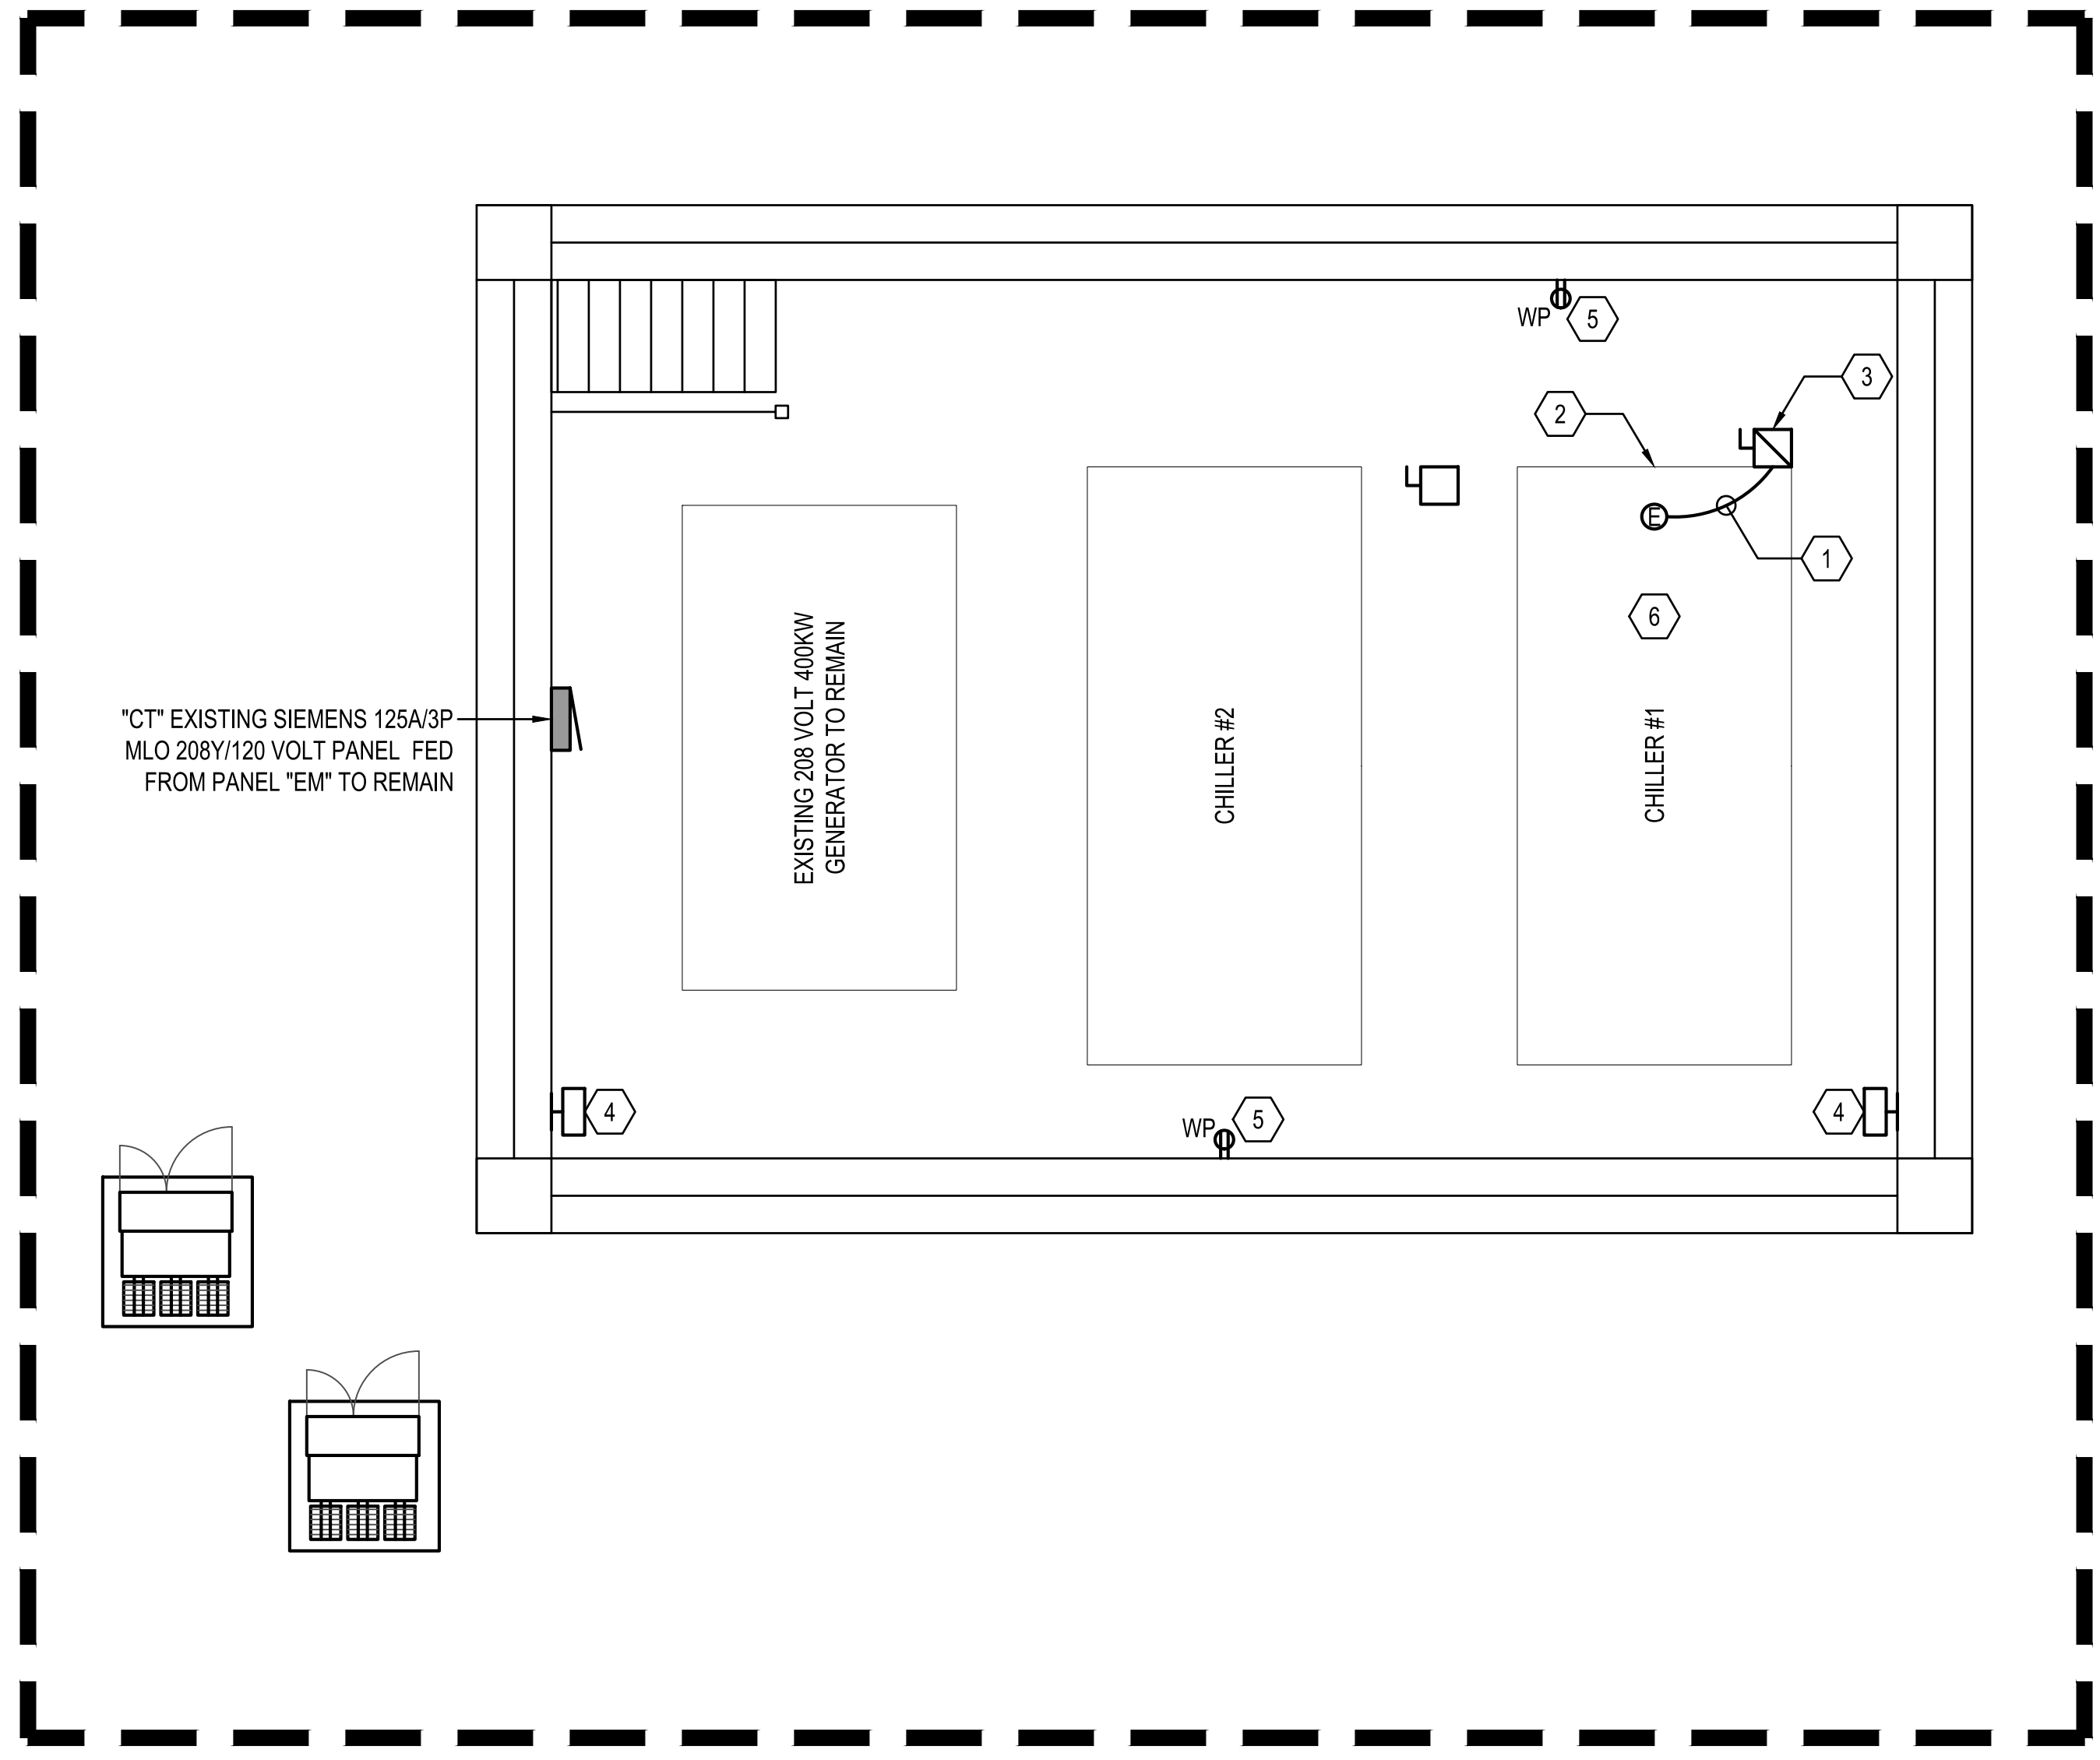 WP
5
3
2
E
1
6
"CT" EXISTING SIEMENS 125A/3P
MLO 208Y/120 VOLT PANEL FED
FROM PANEL "EM" TO REMAIN
EXISTING 208 VOLT 400KW
GENERATOR TO REMAIN
CHILLER #2
CHILLER #1
4
WP
5
4